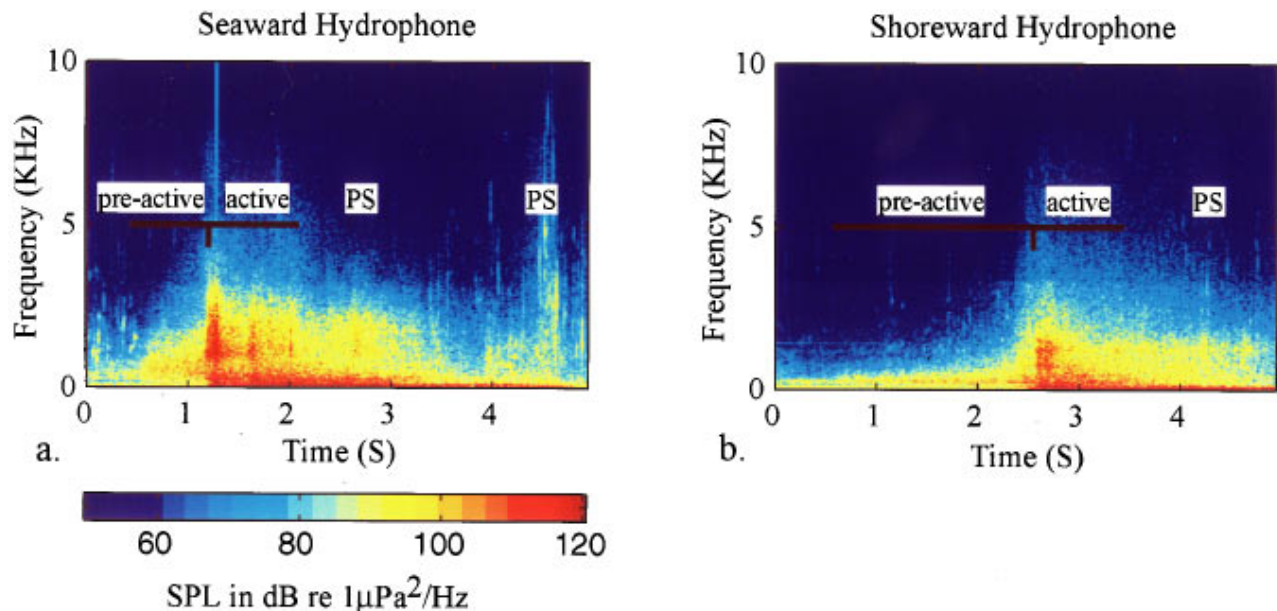 Seaward Hydrophone
10
5
0
Frequency (KHz)
pre-active active PS PS
0 1 2 3 4
Time (S)
a.
60 80 100 120
SPL in dB re 1μPa²/Hz
Shoreward Hydrophone
10
5
0
Frequency (KHz)
pre-active active PS
0 1 2 3 4
Time (S)
b.